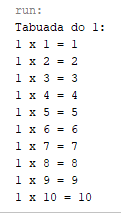 run:
Tabuada do 1:
1 x 1 = 1
1 x 2 = 2
1 x 3 = 3
1 x 4 = 4
1 x 5 = 5
1 x 6 = 6
1 x 7 = 7
1 x 8 = 8
1 x 9 = 9
1 x 10 = 10